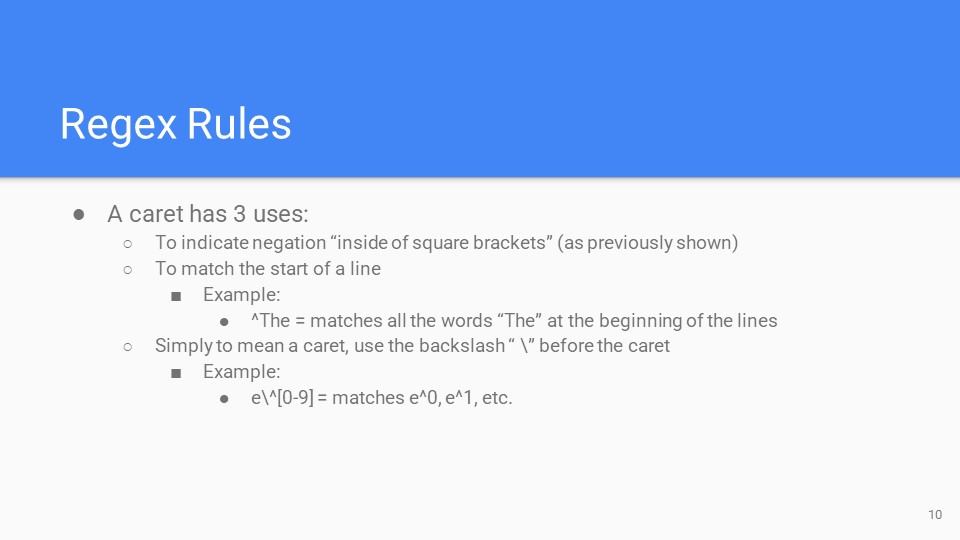 Regex Rules
● A caret has 3 uses:
○ To indicate negation “inside of square brackets” (as previously shown)
○ To match the start of a line
■ Example:
● ^The = matches all the words “The” at the beginning of the lines
○ Simply to mean a caret, use the backslash “ \” before the caret
■ Example:
● e\^[0-9] = matches e^0, e^1, etc.
10